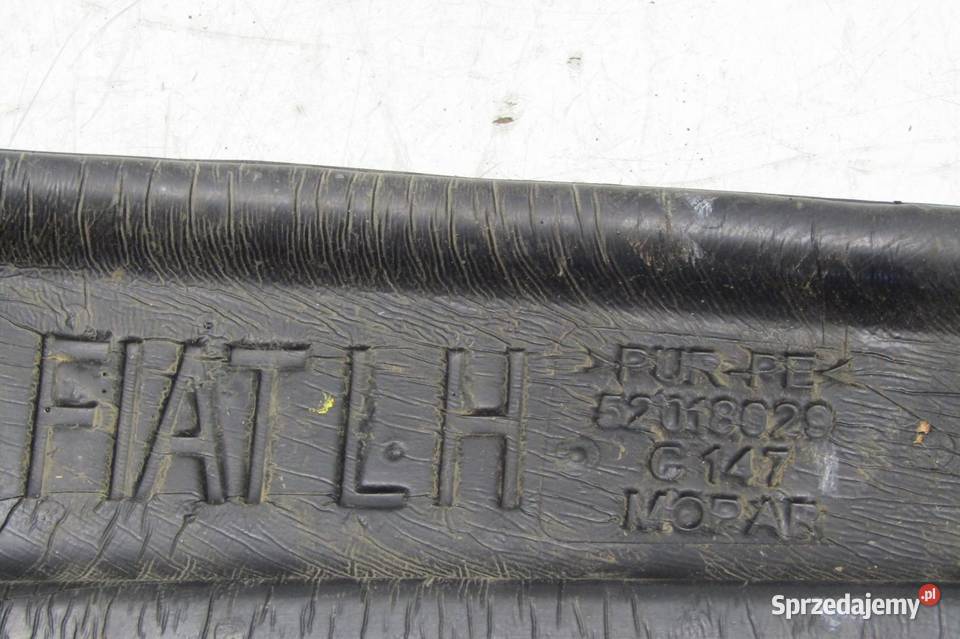 FIAT LH
>PUR-PE<
52018029
C 147
MOPAR
Sprzedajemy.pl